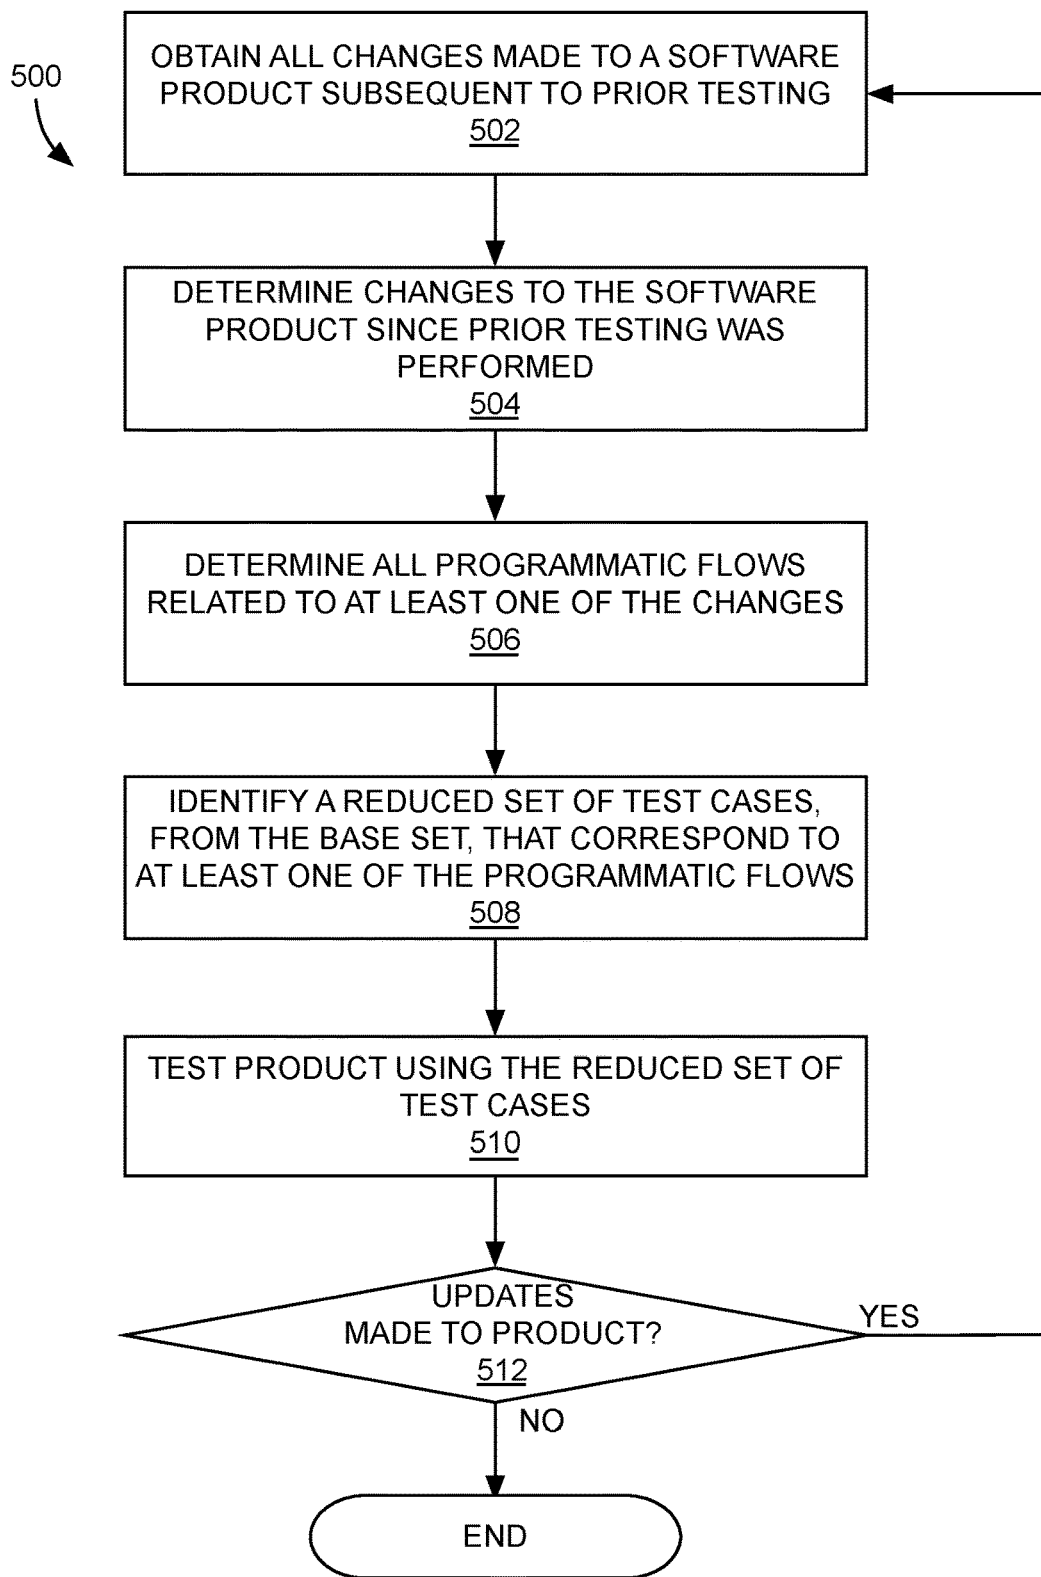 500
OBTAIN ALL CHANGES MADE TO A SOFTWARE
PRODUCT SUBSEQUENT TO PRIOR TESTING
502
DETERMINE CHANGES TO THE SOFTWARE
PRODUCT SINCE PRIOR TESTING WAS
PERFORMED
504
DETERMINE ALL PROGRAMMATIC FLOWS
RELATED TO AT LEAST ONE OF THE CHANGES
506
IDENTIFY A REDUCED SET OF TEST CASES,
FROM THE BASE SET, THAT CORRESPOND TO
AT LEAST ONE OF THE PROGRAMMATIC FLOWS
508
TEST PRODUCT USING THE REDUCED SET OF
TEST CASES
510
UPDATES
MADE TO PRODUCT?
512
YES
NO
END